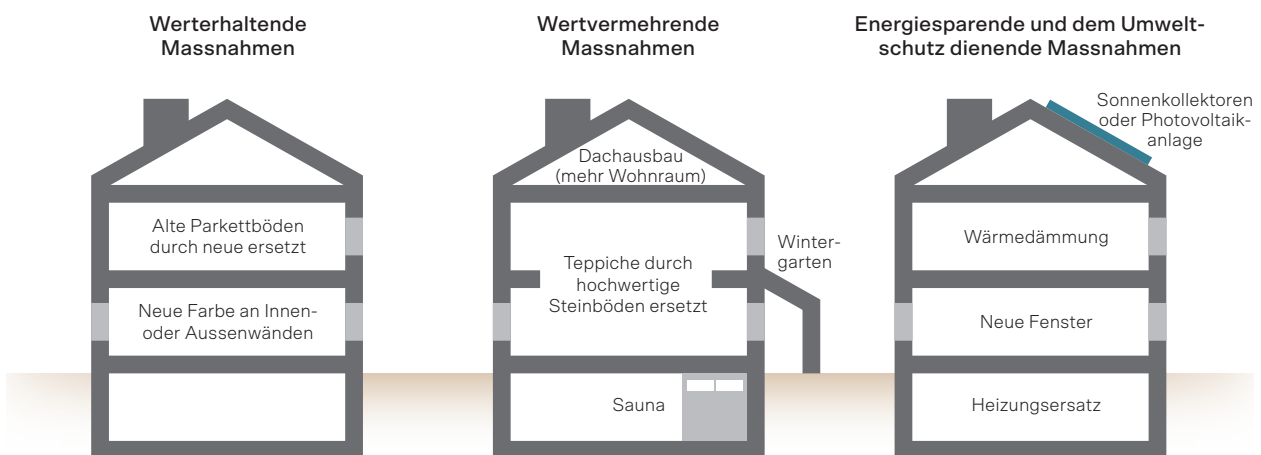 Werterhaltende
Massnahmen
Alte Parkettböden
durch neue ersetzt
Neue Farbe an Innen-
oder Aussenwänden
Wertvermehrende
Massnahmen
Dachausbau
(mehr Wohnraum)
Winter-
garten
Teppiche durch
hochwertige
Steinböden ersetzt
Sauna
Energiesparende und dem Umwelt-
schutz dienende Massnahmen
Sonnenkollektoren
oder Photovoltaik-
anlage
Wärmedämmung
Neue Fenster
Heizungsersatz